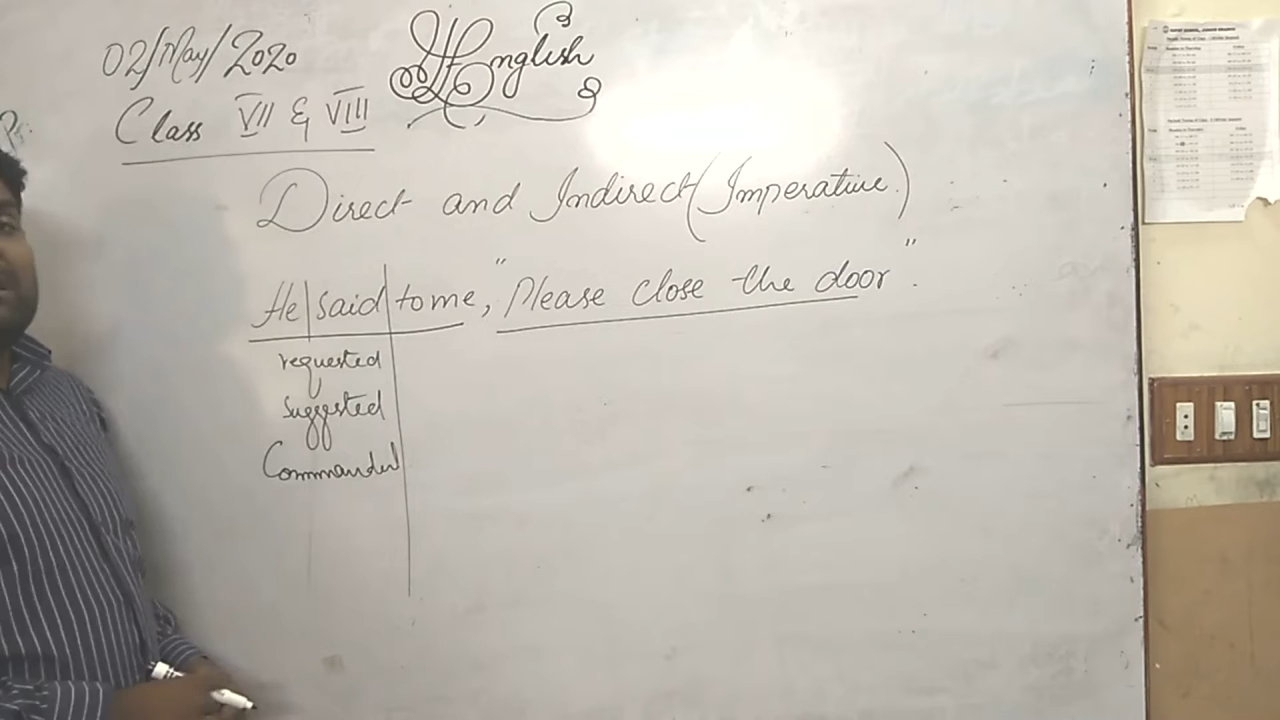 02/May/2020
English
Class VII & VIII
Direct and Indirect (Imperative)
He said to me, "Please close the door".
requested
Suggested
Commanded